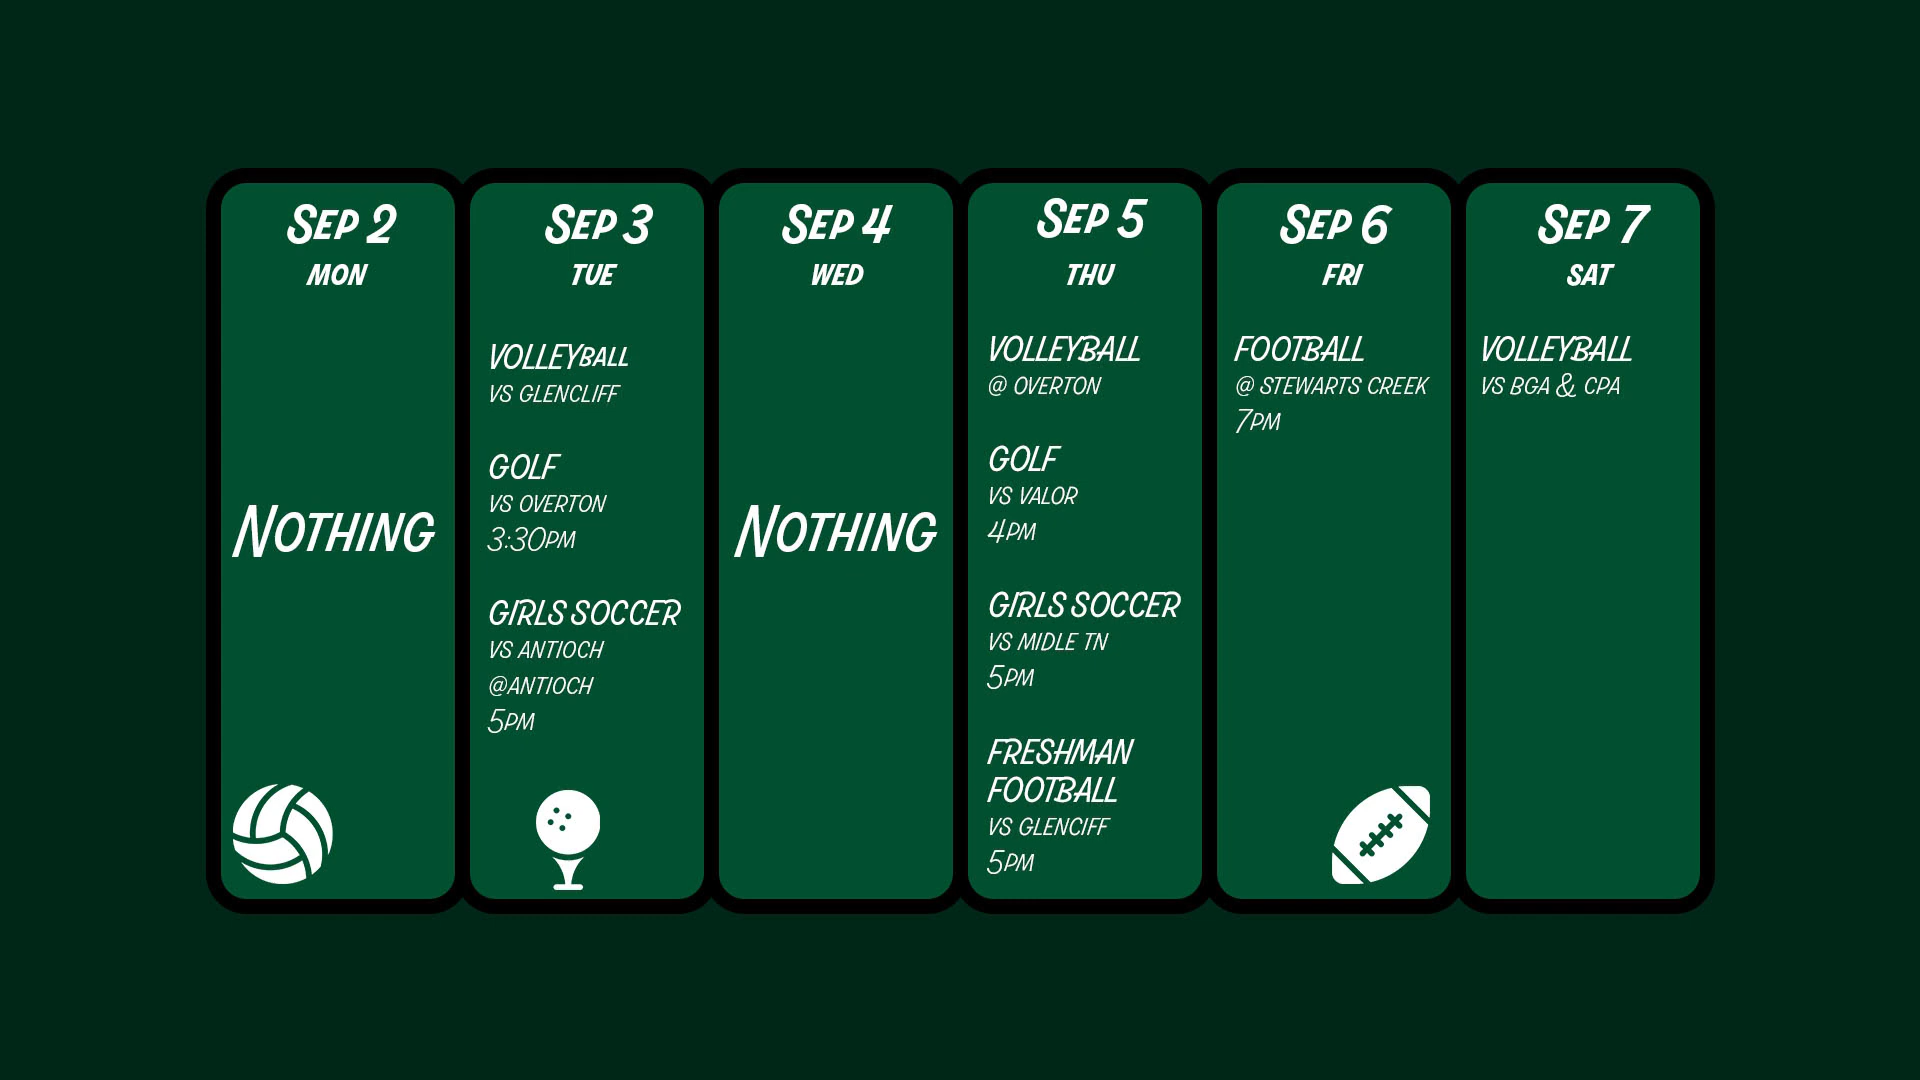 Sep 2
MON
Nothing
Sep 3
TUE
VOLLEYBALL
VS GLENCLIFF
GOLF
VS OVERTON
3:30PM
GIRLS SOCCER
VS ANTIOCH
@ANTIOCH
5PM
Sep 4
WED
Nothing
Sep 5
THU
VOLLEYBALL
@ OVERTON
GOLF
VS VALOR
4PM
GIRLS SOCCER
VS MIDLE TN
5PM
FRESHMAN
FOOTBALL
VS GLENCIFF
5PM
Sep 6
FRI
FOOTBALL
@ STEWARTS CREEK
7PM
Sep 7
SAT
VOLLEYBALL
VS BGA & CPA